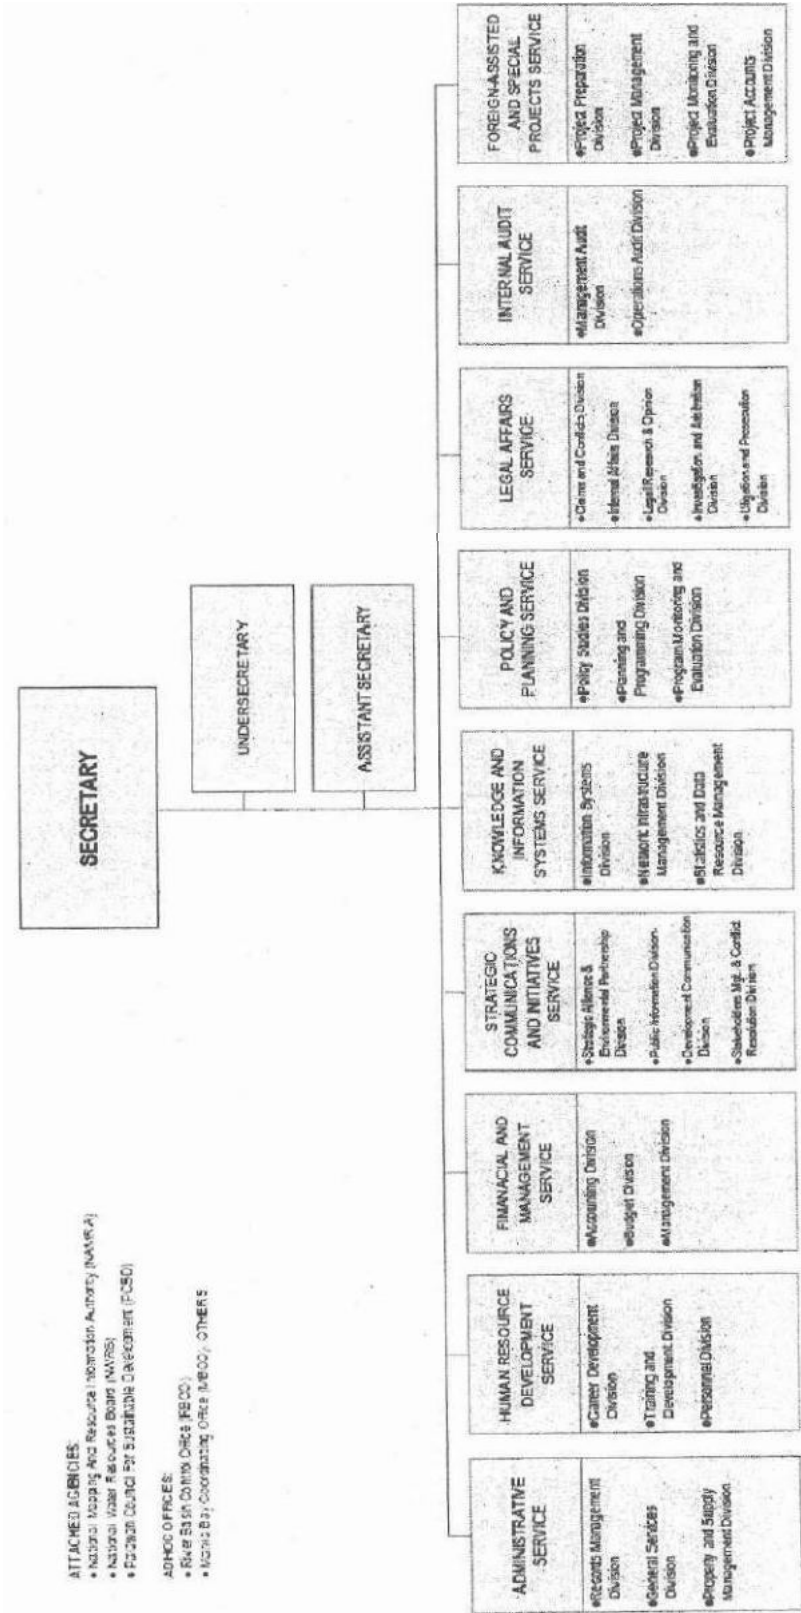 SECRETARY
UNDERSECRETARY
ASSISTANT SECRETARY
ATTACHED AGENCIES:
• National Mapping And Resource Information Authority (NAMRIA)
• National Water Resources Board (NWRB)
• Palawan Council For Sustainable Development (PCSD)
ADHOC OFFICES:
• River Basin Control Office (RBCO)
• Manila Bay Coordinating Office (MBCO), OTHERS
ADMINISTRATIVE
SERVICE
●Records Management
Division
●General Services
Division
●Property and Supply
Management Division
HUMAN RESOURCE
DEVELOPMENT
SERVICE
●Career Development
Division
●Training and
Development Division
●Personnel Division
FIMANACIAL AND
MANAGEMENT
SERVICE
●Accounting Division
●Budget Division
●Management Division
STRATEGIC
COMMUNICATIONS
AND INITIATIVES
SERVICE
●Strategic Alliance &
Environmental Partnership
Division
●Public Information Division
●Development Communication
Division
●Stakeholders Mgt. & Conflict
Resolution Division
KNOWLEDGE AND
INFORMATION
SYSTEMS SERVICE
●Information Systems
Division
●Network Infrastructure
Management Division
●Statistics and Data
Resource Management
Division
POLICY AND
PLANNING SERVICE
●Policy Studies Division
●Planning and
Programming Division
●Program Monitoring and
Evaluation Division
LEGAL AFFAIRS
SERVICE
●Claims and Conflicts Division
●Internal Affairs Division
●Legal Research & Opinion
Division
●Investigation and Arbitration
Division
●Litigation and Prosecution
Division
INTERNAL AUDIT
SERVICE
●Management Audit
Division
●Operations Audit Division
FOREIGN-ASSISTED
AND SPECIAL
PROJECTS SERVICE
●Project Preparation
Division
●Project Management
Division
●Project Monitoring and
Evaluation Division
●Project Accounts
Management Division